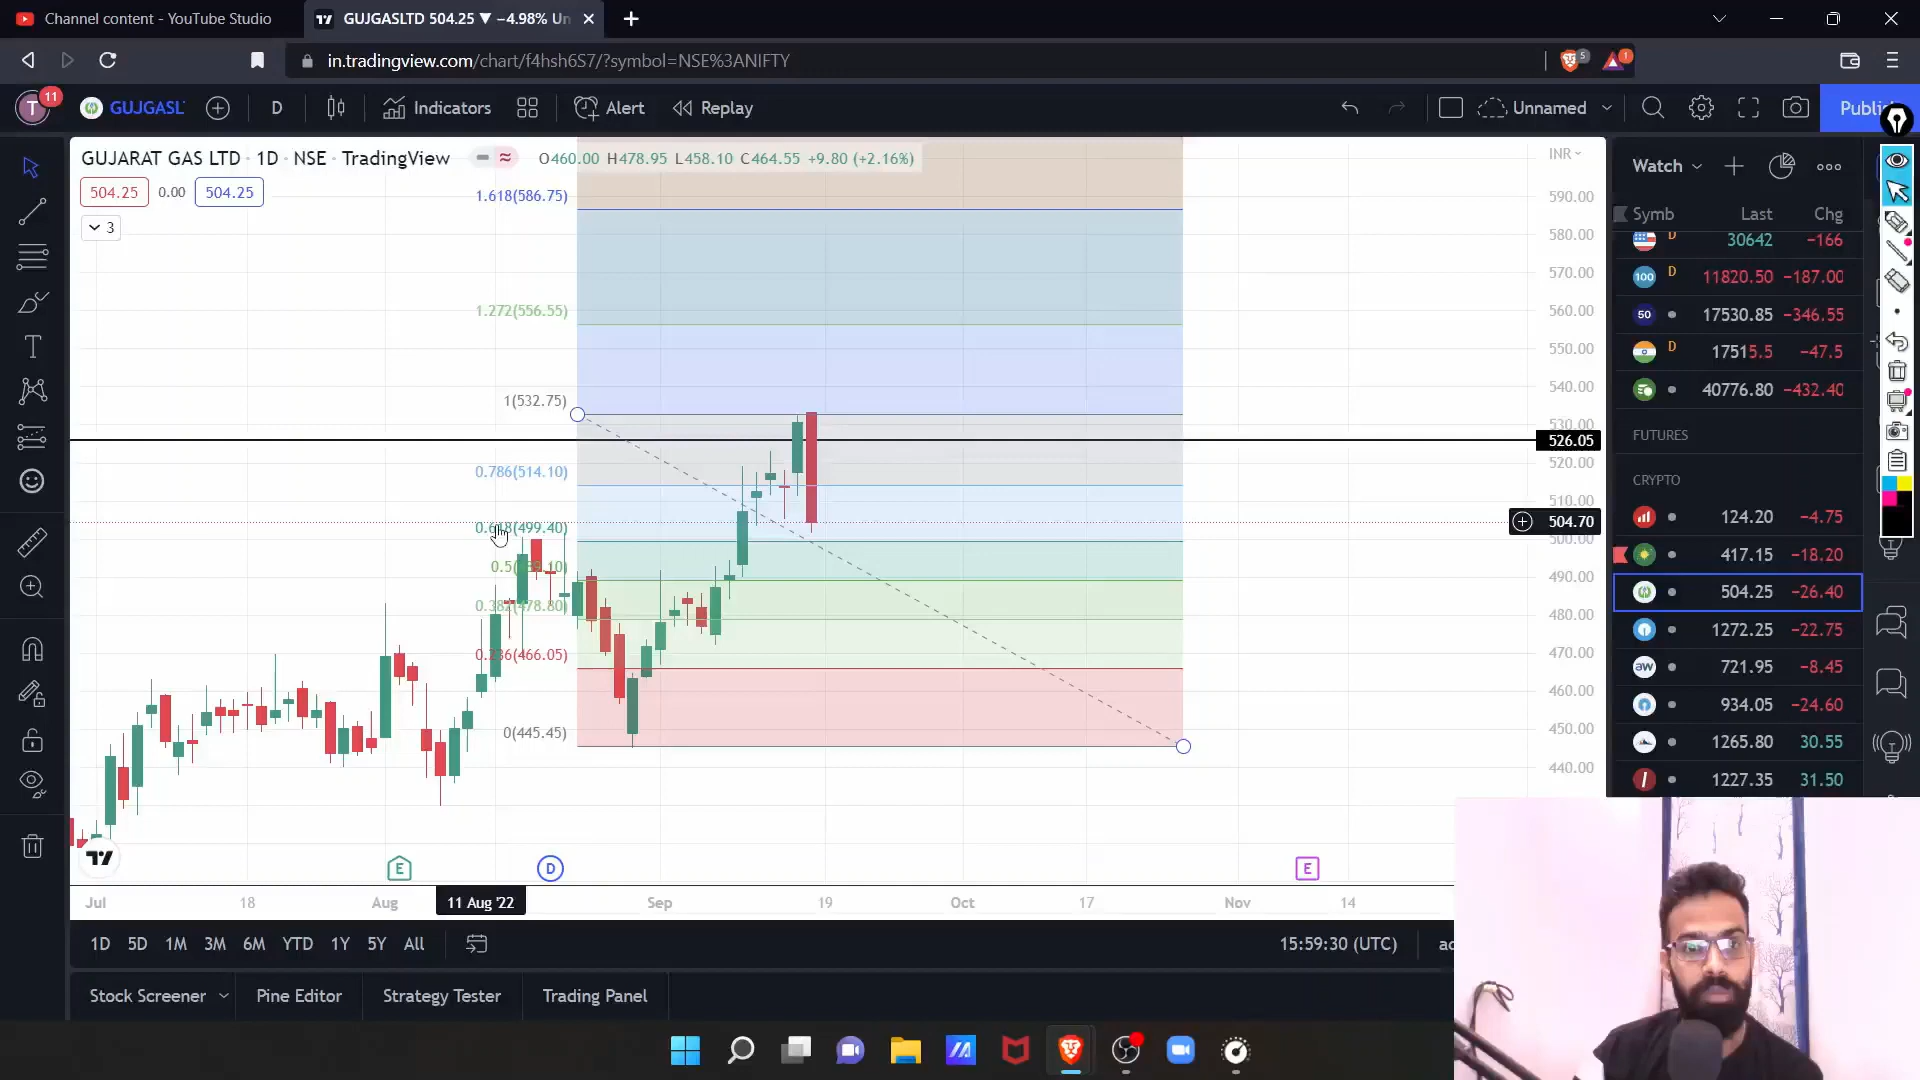 Channel content - YouTube Studio
GUJGASLTD 504.25 ▼ −4.98% Un
in.tradingview.com/chart/f4hsh6S7/?symbol=NSE%3ANIFTY
5
1
T
11
GUJGASL
D
Indicators
Alert
Replay
Unnamed
Publi
GUJARAT GAS LTD · 1D · NSE · TradingView
O460.00 H478.95 L458.10 C464.55 +9.80 (+2.16%)
504.25
0.00
504.25
3
1.618(586.75)
1.272(556.55)
1(532.75)
0.786(514.10)
0.618(499.40)
0.382(478.80)
0.236(466.05)
0(445.45)
INR
590.00
580.00
570.00
560.00
550.00
540.00
530.00
526.05
520.00
510.00
504.70
500.00
490.00
480.00
470.00
460.00
450.00
440.00
E
D
E
Jul
18
Aug
11 Aug '22
Sep
19
Oct
17
Nov
14
1D 5D 1M 3M 6M YTD 1Y 5Y All
15:59:30 (UTC)
Stock Screener
Pine Editor
Strategy Tester
Trading Panel
Watch
Symb Last Chg
D 30642 −166
100 D 11820.50 −187.00
50 17530.85 −346.55
D 17515.5 −47.5
40776.80 −432.40
FUTURES
CRYPTO
124.20 −4.75
417.15 −18.20
504.25 −26.40
1272.25 −22.75
aw 721.95 −8.45
934.05 −24.60
1265.80 30.55
1227.35 31.50